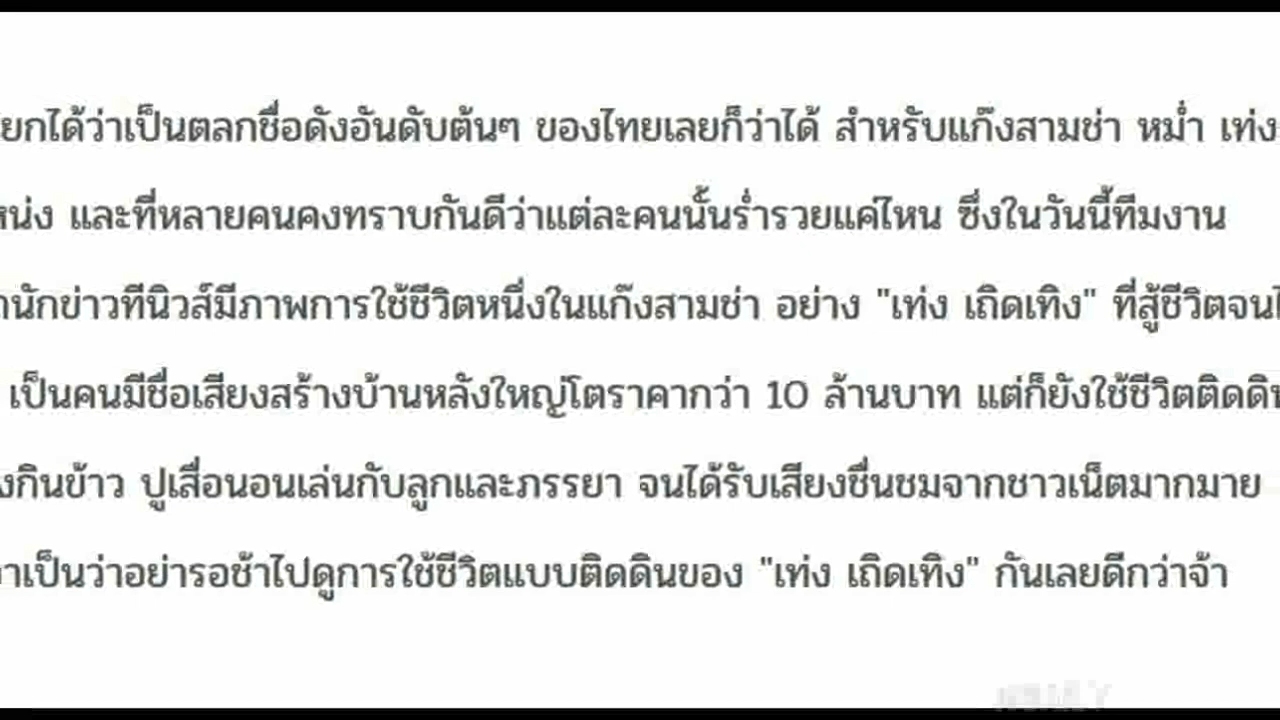 ยกได้ว่าเป็นตลกชื่อดังอันดับต้นๆ ของไทยเลยก็ว่าได้ สำหรับแก๊งสามช่า หม่ำ เท่ง
หน่ง และที่หลายคนคงทราบกันดีว่าแต่ละคนนั้นร่ำรวยแค่ไหน ซึ่งในวันนี้ทีมงาน
นักข่าวทีนิวส์มีภาพการใช้ชีวิตหนึ่งในแก๊งสามช่า อย่าง "เท่ง เถิดเทิง" ที่สู้ชีวิตจน
เป็นคนมีชื่อเสียงสร้างบ้านหลังใหญ่โตราคากว่า 10 ล้านบาท แต่ก็ยังใช้ชีวิตติดดิน
งกินข้าว ปูเสื่อนอนเล่นกับลูกและภรรยา จนได้รับเสียงชื่นชมจากชาวเน็ตมากมาย
าเป็นว่าอย่ารอช้าไปดูการใช้ชีวิตแบบติดดินของ "เท่ง เถิดเทิง" กันเลยดีกว่าจ้า